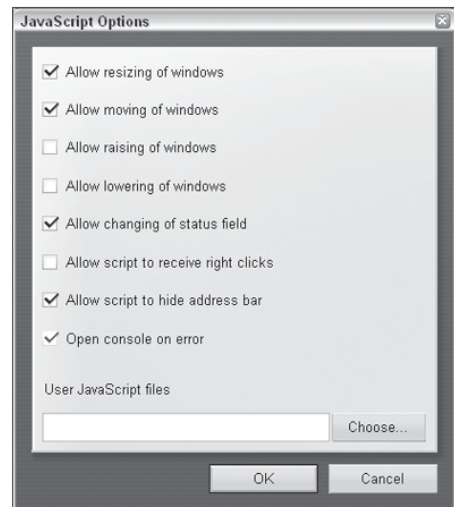 JavaScript Options
Allow resizing of windows
Allow moving of windows
Allow raising of windows
Allow lowering of windows
Allow changing of status field
Allow script to receive right clicks
Allow script to hide address bar
Open console on error
User JavaScript files
Choose...
OK
Cancel